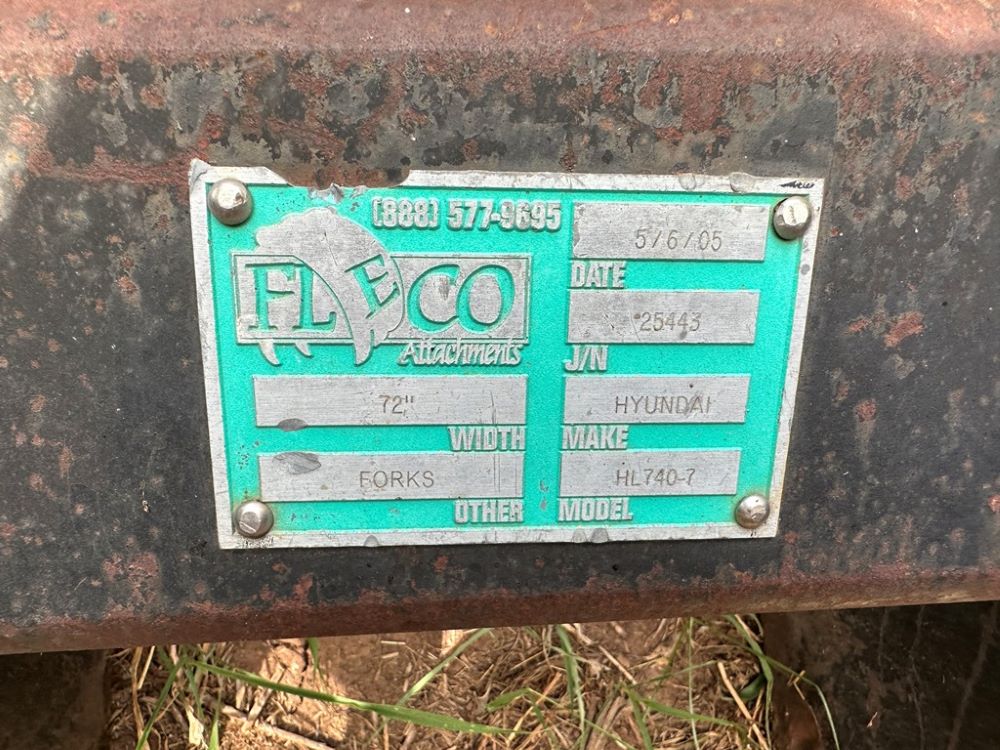 (888) 577-9695
FLECO
Attachments
5/6/05
DATE
25443
J/N
72"
WIDTH
HYUNDAI
MAKE
FORKS
OTHER
HL740-7
MODEL